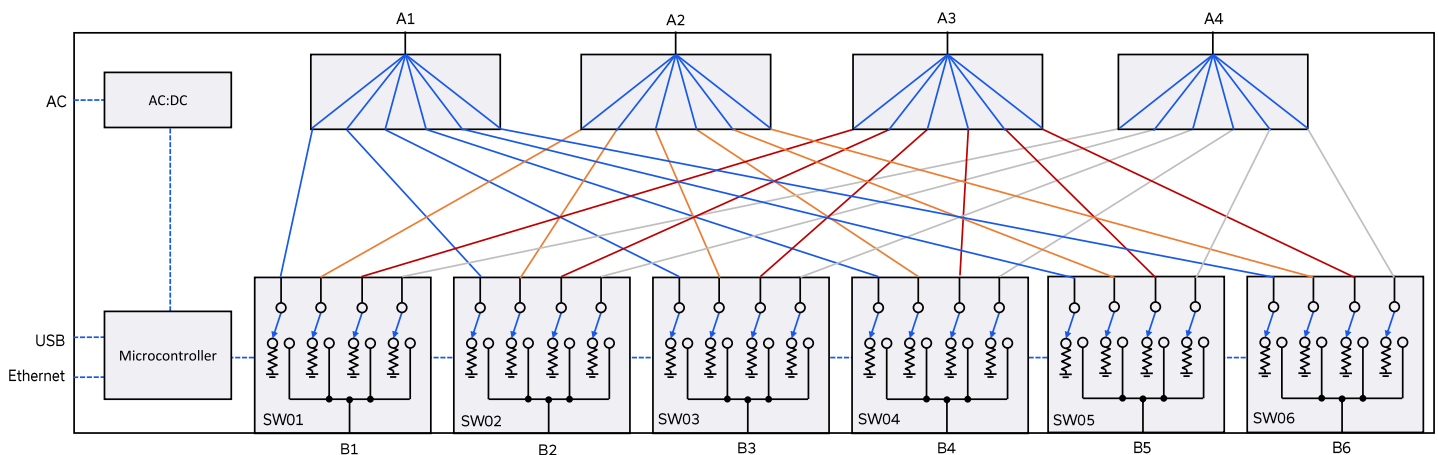 A1
A2
A3
A4
AC
AC:DC
USB
Microcontroller
Ethernet
SW01
SW02
SW03
SW04
SW05
SW06
B1
B2
B3
B4
B5
B6